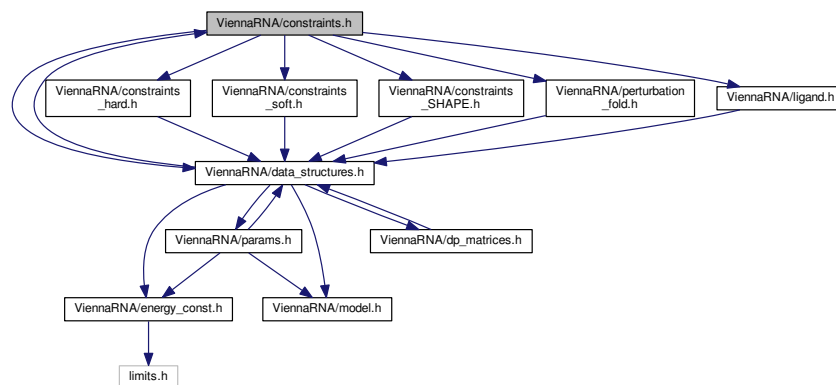 ViennaRNA/constraints.h
ViennaRNA/constraints
_hard.h
ViennaRNA/constraints
_soft.h
ViennaRNA/constraints
_SHAPE.h
ViennaRNA/perturbation
_fold.h
ViennaRNA/ligand.h
ViennaRNA/data_structures.h
ViennaRNA/params.h
ViennaRNA/dp_matrices.h
ViennaRNA/energy_const.h
ViennaRNA/model.h
limits.h